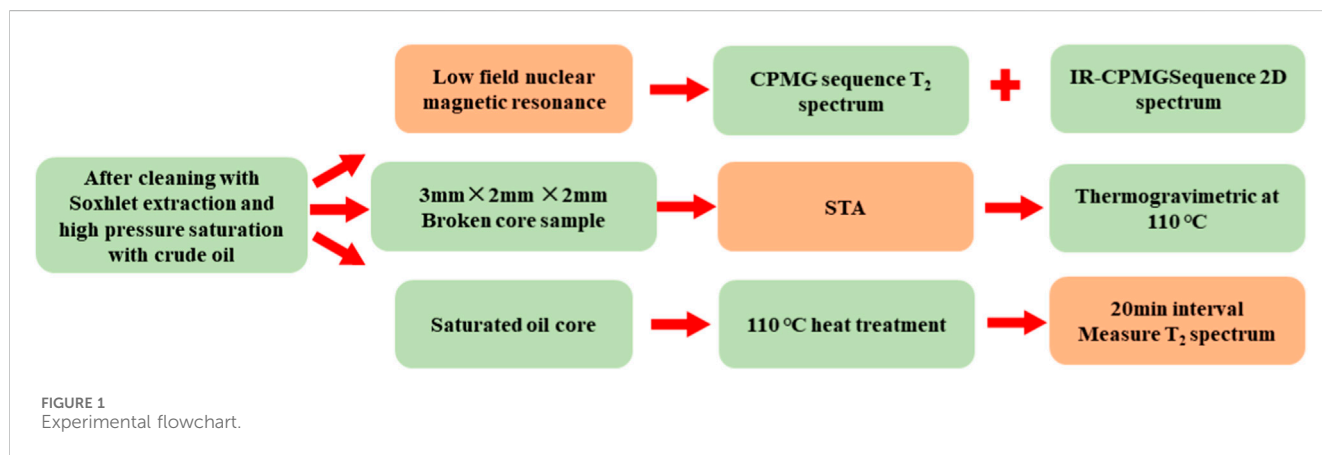 Low field nuclear
magnetic resonance
CPMG sequence T₂
spectrum
IR-CPMGSequence 2D
spectrum
After cleaning with
Soxhlet extraction and
high pressure saturation
with crude oil
3mm×2mm ×2mm
Broken core sample
STA
Thermogravimetric at
110 °C
Saturated oil core
110 °C heat treatment
20min interval
Measure T₂ spectrum
FIGURE 1
Experimental flowchart.